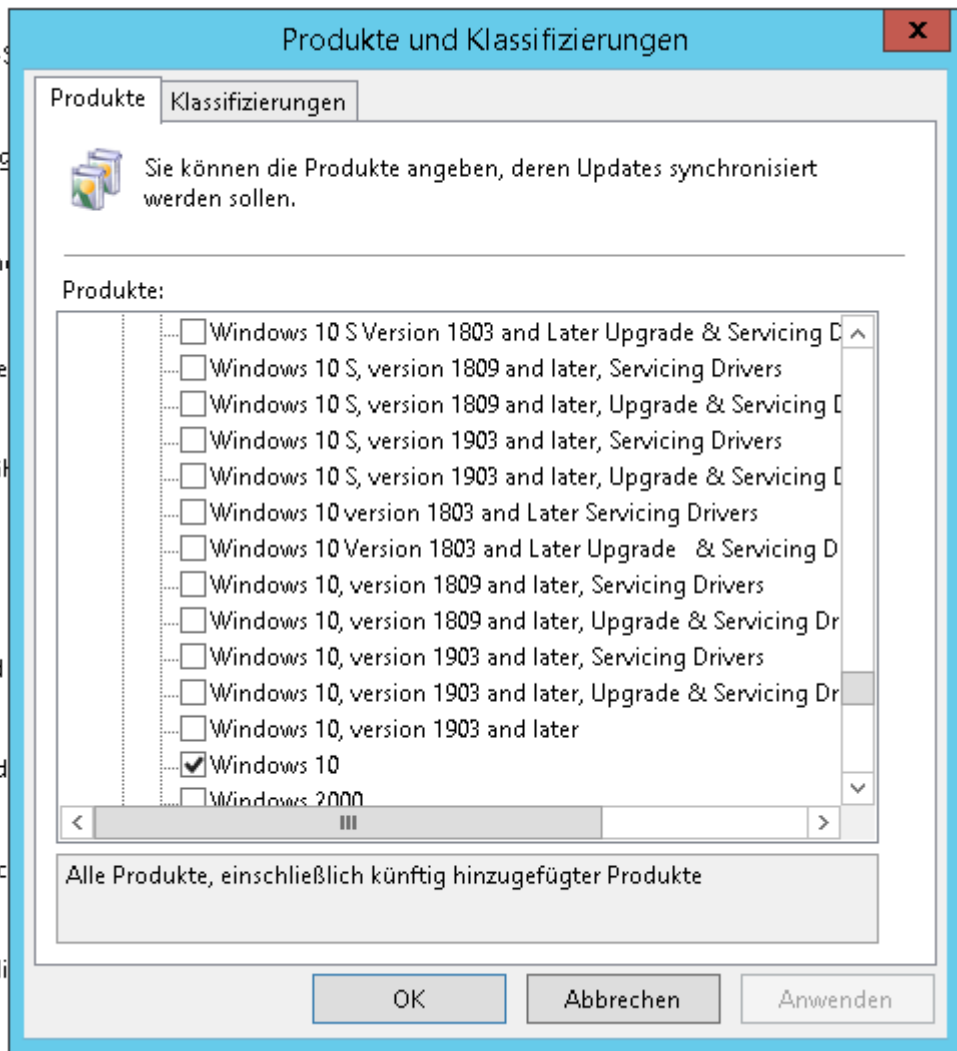 Produkte und Klassifizierungen
x
Produkte
Klassifizierungen
Sie können die Produkte angeben, deren Updates synchronisiert
werden sollen.
Produkte:
Windows 10 S Version 1803 and Later Upgrade & Servicing D
Windows 10 S, version 1809 and later, Servicing Drivers
Windows 10 S, version 1809 and later, Upgrade & Servicing D
Windows 10 S, version 1903 and later, Servicing Drivers
Windows 10 S, version 1903 and later, Upgrade & Servicing D
Windows 10 version 1803 and Later Servicing Drivers
Windows 10 Version 1803 and Later Upgrade   & Servicing D
Windows 10, version 1809 and later, Servicing Drivers
Windows 10, version 1809 and later, Upgrade & Servicing Dr
Windows 10, version 1903 and later, Servicing Drivers
Windows 10, version 1903 and later, Upgrade & Servicing Dr
Windows 10, version 1903 and later
Windows 10
Windows 2000
Alle Produkte, einschließlich künftig hinzugefügter Produkte
OK
Abbrechen
Anwenden